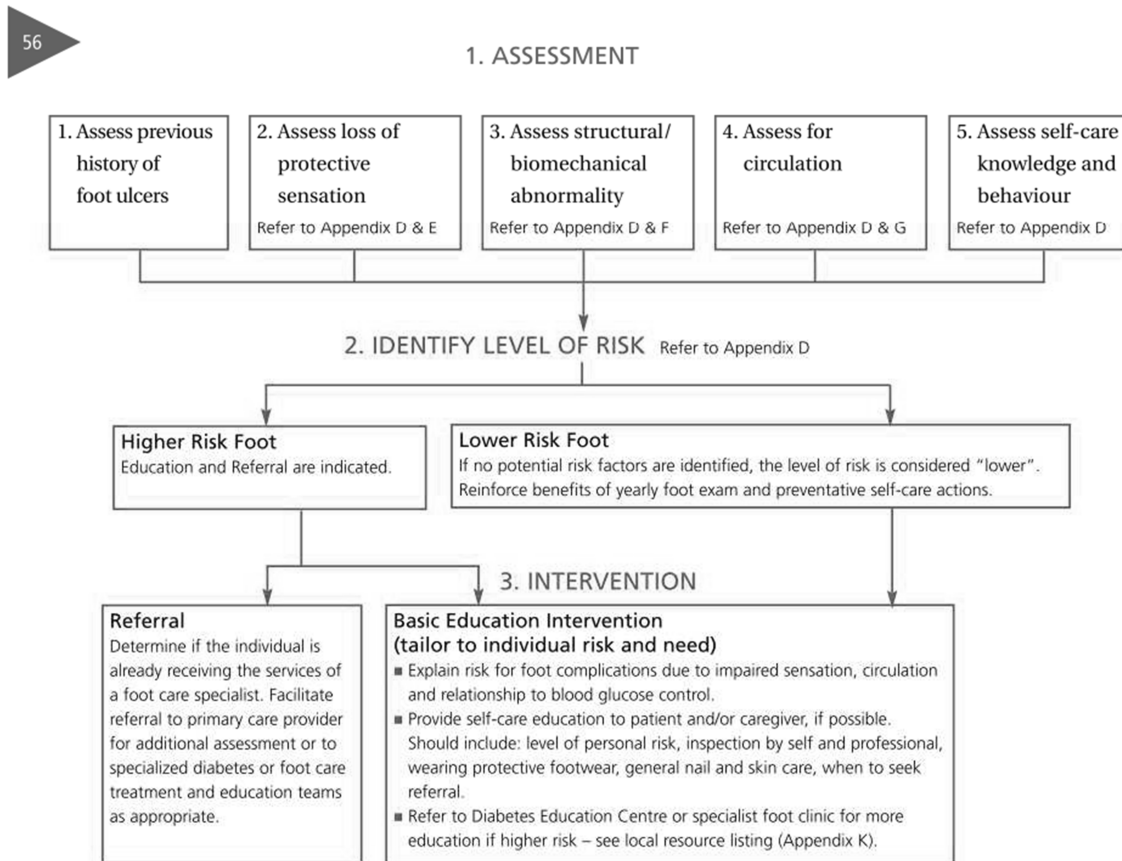 56
1. ASSESSMENT
1. Assess previous
history of
foot ulcers
2. Assess loss of
protective
sensation
Refer to Appendix D & E
3. Assess structural/
biomechanical
abnormality
Refer to Appendix D & F
4. Assess for
circulation
Refer to Appendix D & G
5. Assess self-care
knowledge and
behaviour
Refer to Appendix D
2. IDENTIFY LEVEL OF RISK Refer to Appendix D
Higher Risk Foot
Education and Referral are indicated.
Lower Risk Foot
If no potential risk factors are identified, the level of risk is considered “lower”.
Reinforce benefits of yearly foot exam and preventative self-care actions.
3. INTERVENTION
Referral
Determine if the individual is
already receiving the services of
a foot care specialist. Facilitate
referral to primary care provider
for additional assessment or to
specialized diabetes or foot care
treatment and education teams
as appropriate.
Basic Education Intervention
(tailor to individual risk and need)
■ Explain risk for foot complications due to impaired sensation, circulation
and relationship to blood glucose control.
■ Provide self-care education to patient and/or caregiver, if possible.
Should include: level of personal risk, inspection by self and professional,
wearing protective footwear, general nail and skin care, when to seek
referral.
■ Refer to Diabetes Education Centre or specialist foot clinic for more
education if higher risk – see local resource listing (Appendix K).